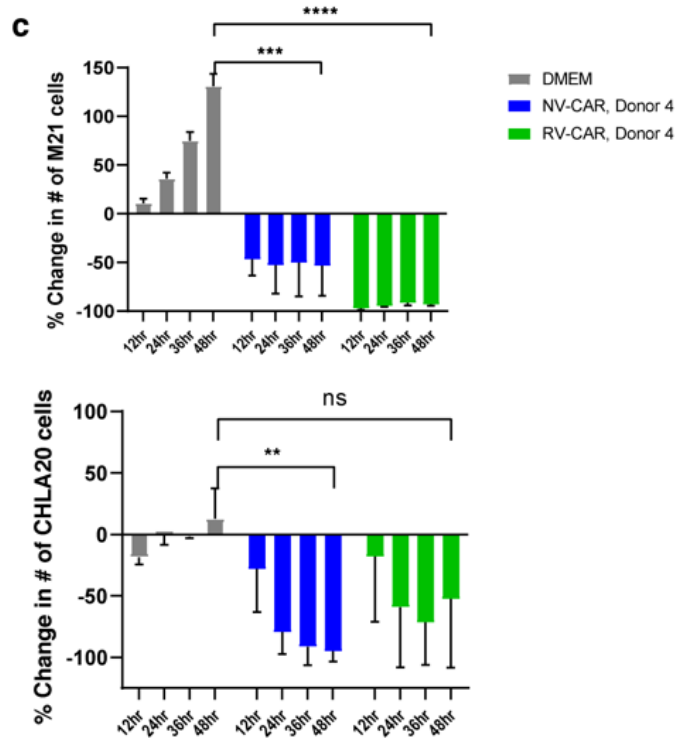 c
****
***
% Change in # of M21 cells
150
100
50
0
-50
-100
12hr 24hr 36hr 48hr 12hr 24hr 36hr 48hr 12hr 24hr 36hr 48hr
DMEM
NV-CAR, Donor 4
RV-CAR, Donor 4
ns
**
% Change in # of CHLA20 cells
100
50
0
-50
-100
12hr 24hr 36hr 48hr 12hr 24hr 36hr 48hr 12hr 24hr 36hr 48hr